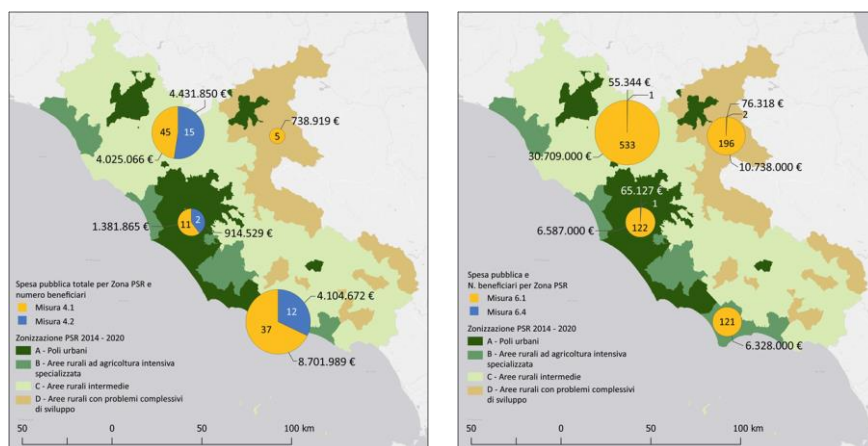 4.431.850 €
45
15
738.919 €
5
4.025.066 €
1.381.865 €
11
2
914.529 €
4.104.672 €
12
37
8.701.989 €
Spesa pubblica totale per Zona PSR e
numero beneficiari
Misura 4.1
Misura 4.2
Zonizzazione PSR 2014 - 2020
A - Poli urbani
B - Aree rurali ad agricoltura intensiva
specializzata
C - Aree rurali intermedie
D - Aree rurali con problemi complessivi
di sviluppo
50
0
50
100 km
55.344 €
1
533
30.709.000 €
76.318 €
2
196
10.738.000 €
65.127 €
1
122
6.587.000 €
121
6.328.000 €
Spesa pubblica e
N. beneficiari per Zona PSR
Misura 6.1
Misura 6.4
Zonizzazione PSR 2014 - 2020
A - Poli urbani
B - Aree rurali ad agricoltura intensiva
specializzata
C - Aree rurali intermedie
D - Aree rurali con problemi complessivi
di sviluppo
50
0
50
100 km